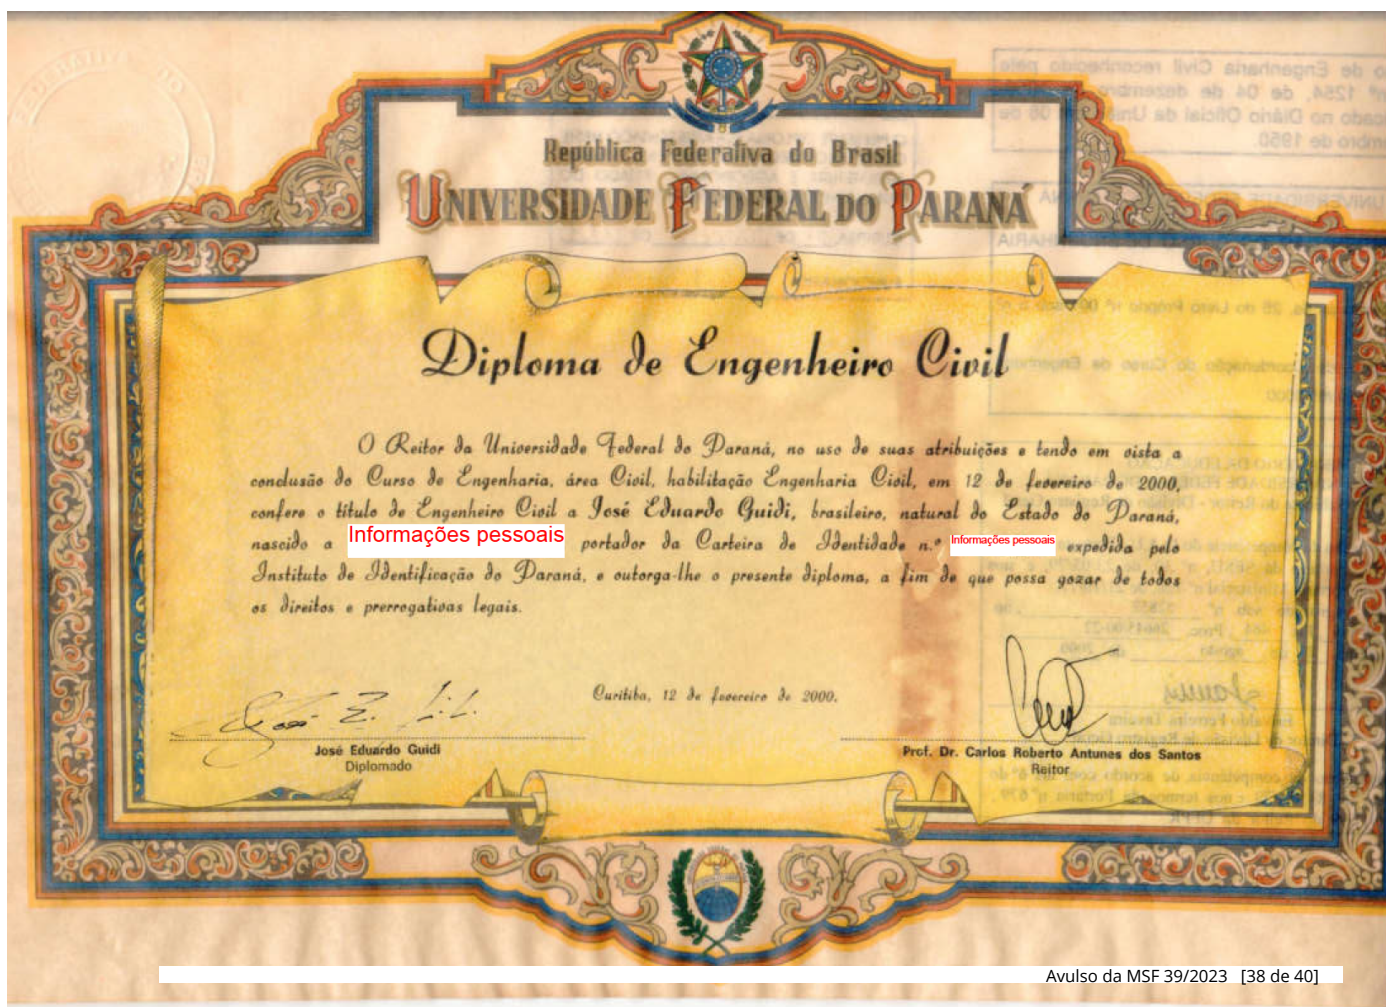 República Federativa do Brasil
UNIVERSIDADE FEDERAL DO PARANÁ
Diploma de Engenheiro Civil
O Reitor da Universidade Federal do Paraná, no uso de suas atribuições e tendo em vista a
conclusão do Curso de Engenharia, área Civil, habilitação Engenharia Civil, em 12 de fevereiro de 2000,
confere o título de Engenheiro Civil a José Eduardo Guidi, brasileiro, natural do Estado do Paraná,
nascido a Informações pessoais portador da Carteira de Identidade n.º Informações pessoais expedida pelo
Instituto de Identificação do Paraná, e outorga-lhe o presente diploma, a fim de que possa gozar de todos
os direitos e prerrogativas legais.
Curitiba, 12 de fevereiro de 2000.
José Eduardo Guidi
Diplomado
Prof. Dr. Carlos Roberto Antunes dos Santos
Reitor
Avulso da MSF 39/2023 [38 de 40]